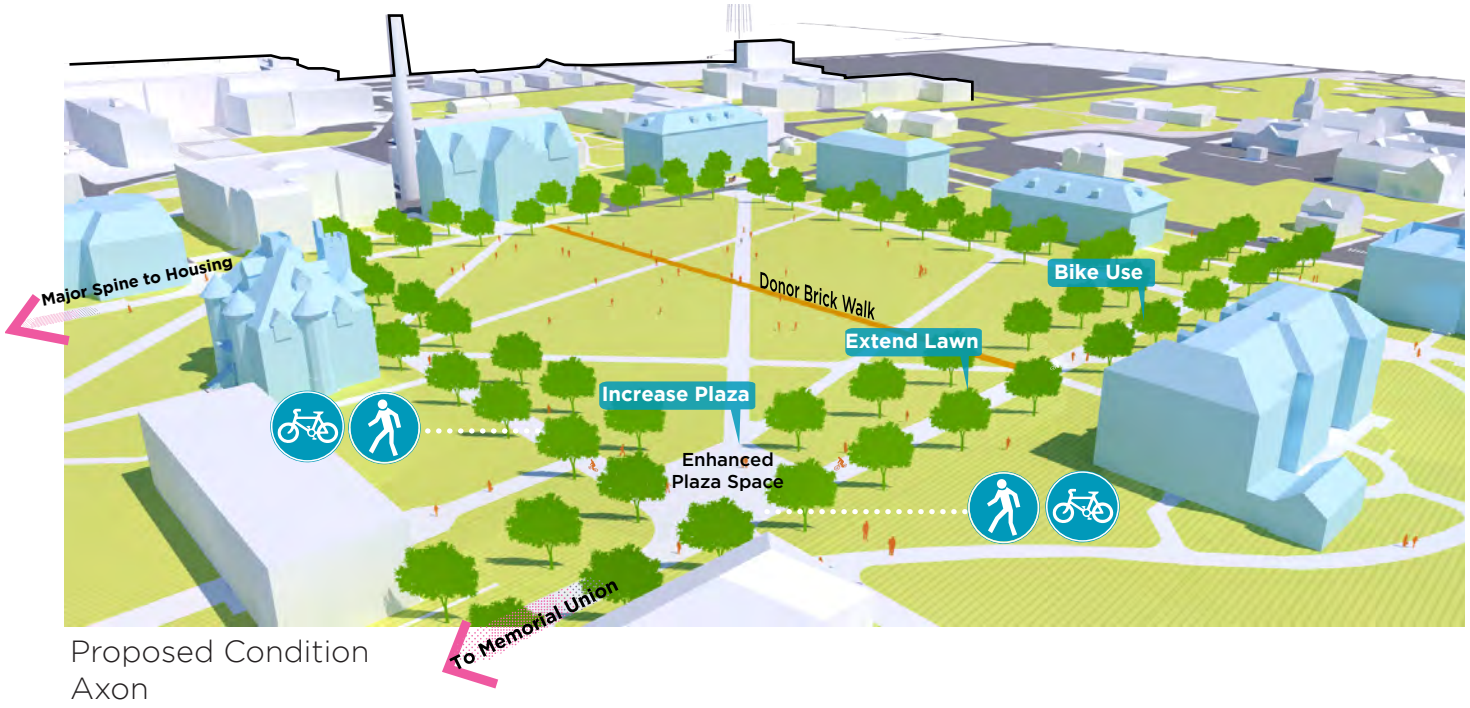 Major Spine to Housing
Donor Brick Walk
Bike Use
Extend Lawn
Increase Plaza
Enhanced
Plaza Space
To Memorial Union
Proposed Condition
Axon